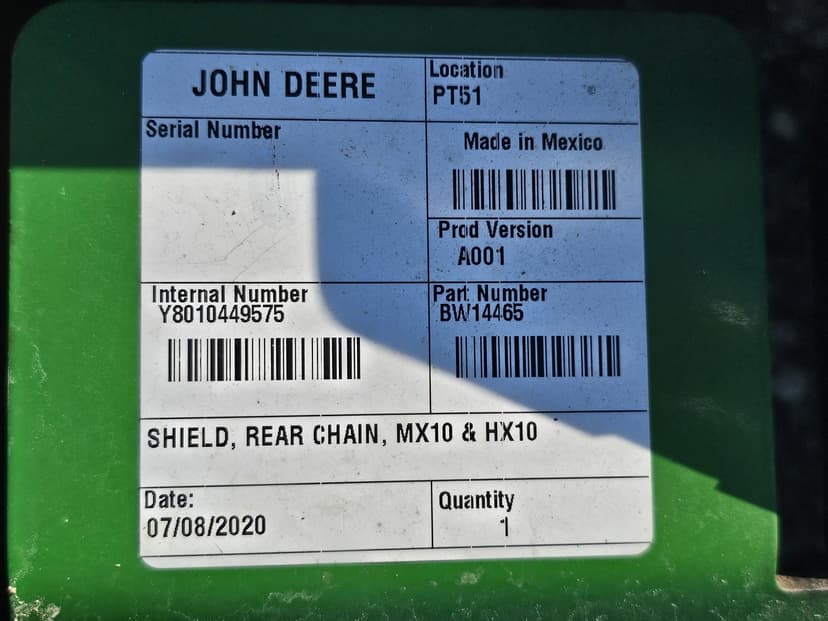 JOHN DEERE
Location
PT51
Serial Number
Made in Mexico
Prod Version
A001
Internal Number
Y8010449575
Part Number
BW14465
SHIELD, REAR CHAIN, MX10 & HX10
Date:
07/08/2020
Quantity
1